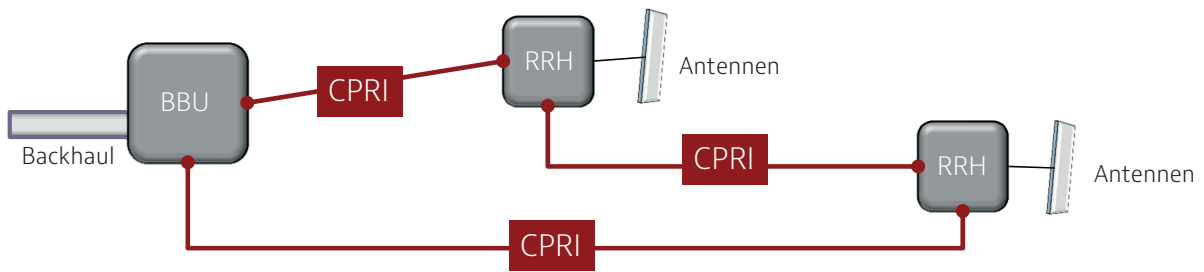 RRH
Antennen
CPRI
BBU
Backhaul
CPRI
RRH
Antennen
CPRI